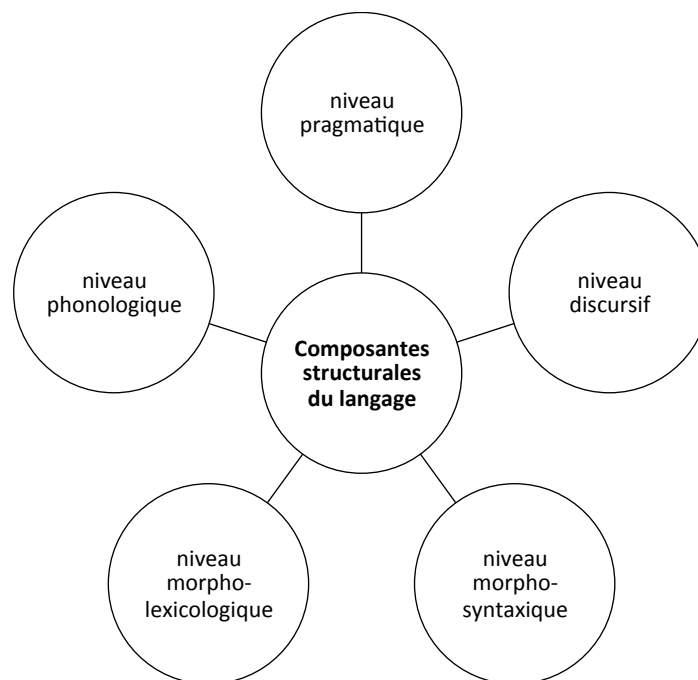 niveau
pragmatique
niveau
phonologique
niveau
discursif
Composantes
structurales
du langage
niveau
morpho-
lexicologique
niveau
morpho-
syntaxique